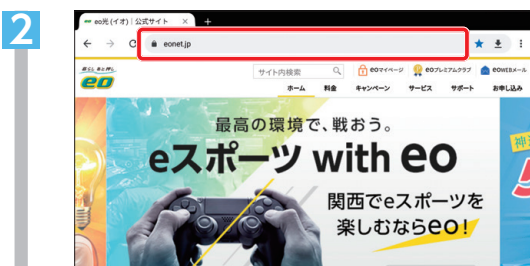 2
eo光(イオ)|公式サイト
eonet.jp
eo
サイト内検索
eoマイページ
eoプレミアムクラブ
eoWEBメール
ホーム 料金 キャンペーン サービス サポート お申し込み
最高の環境で、戦おう。
eスポーツ with eo
関西でeスポーツを
楽しむならeo!